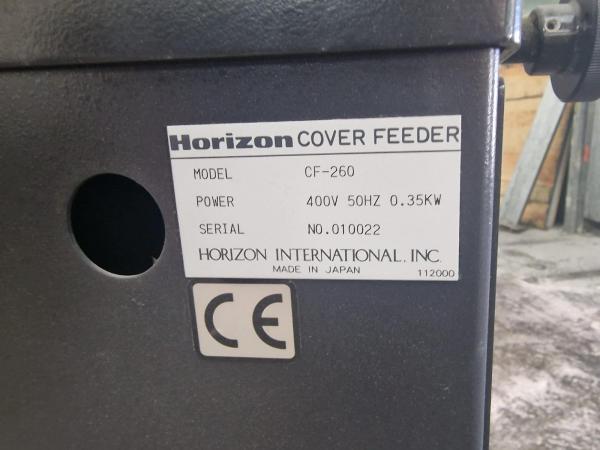 Horizon COVER FEEDER
MODEL CF-260
POWER 400V 50HZ 0.35KW
SERIAL NO.010022
HORIZON INTERNATIONAL, INC.
MADE IN JAPAN 112000
CE